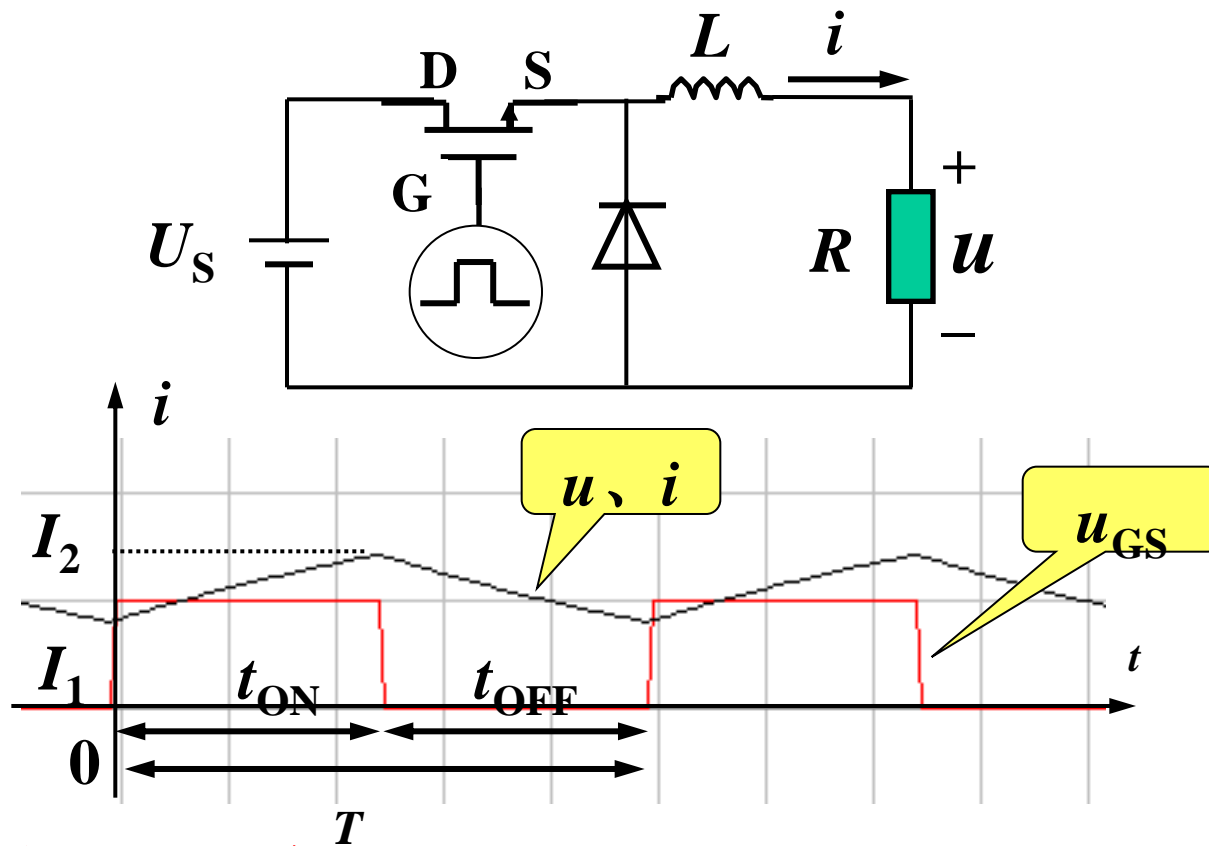 L i
D S
G
+
U_S R u
−
i
u、i
I_2 u_GS
I_1 t_ON t_OFF t
0
T